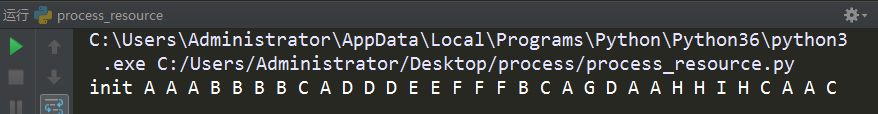 运行 process_resource
C:\Users\Administrator\AppData\Local\Programs\Python\Python36\python3
.exe C:/Users/Administrator/Desktop/process/process_resource.py
init A A A B B B B C A D D D E E F F F B C A G D A A H H I H C A A C